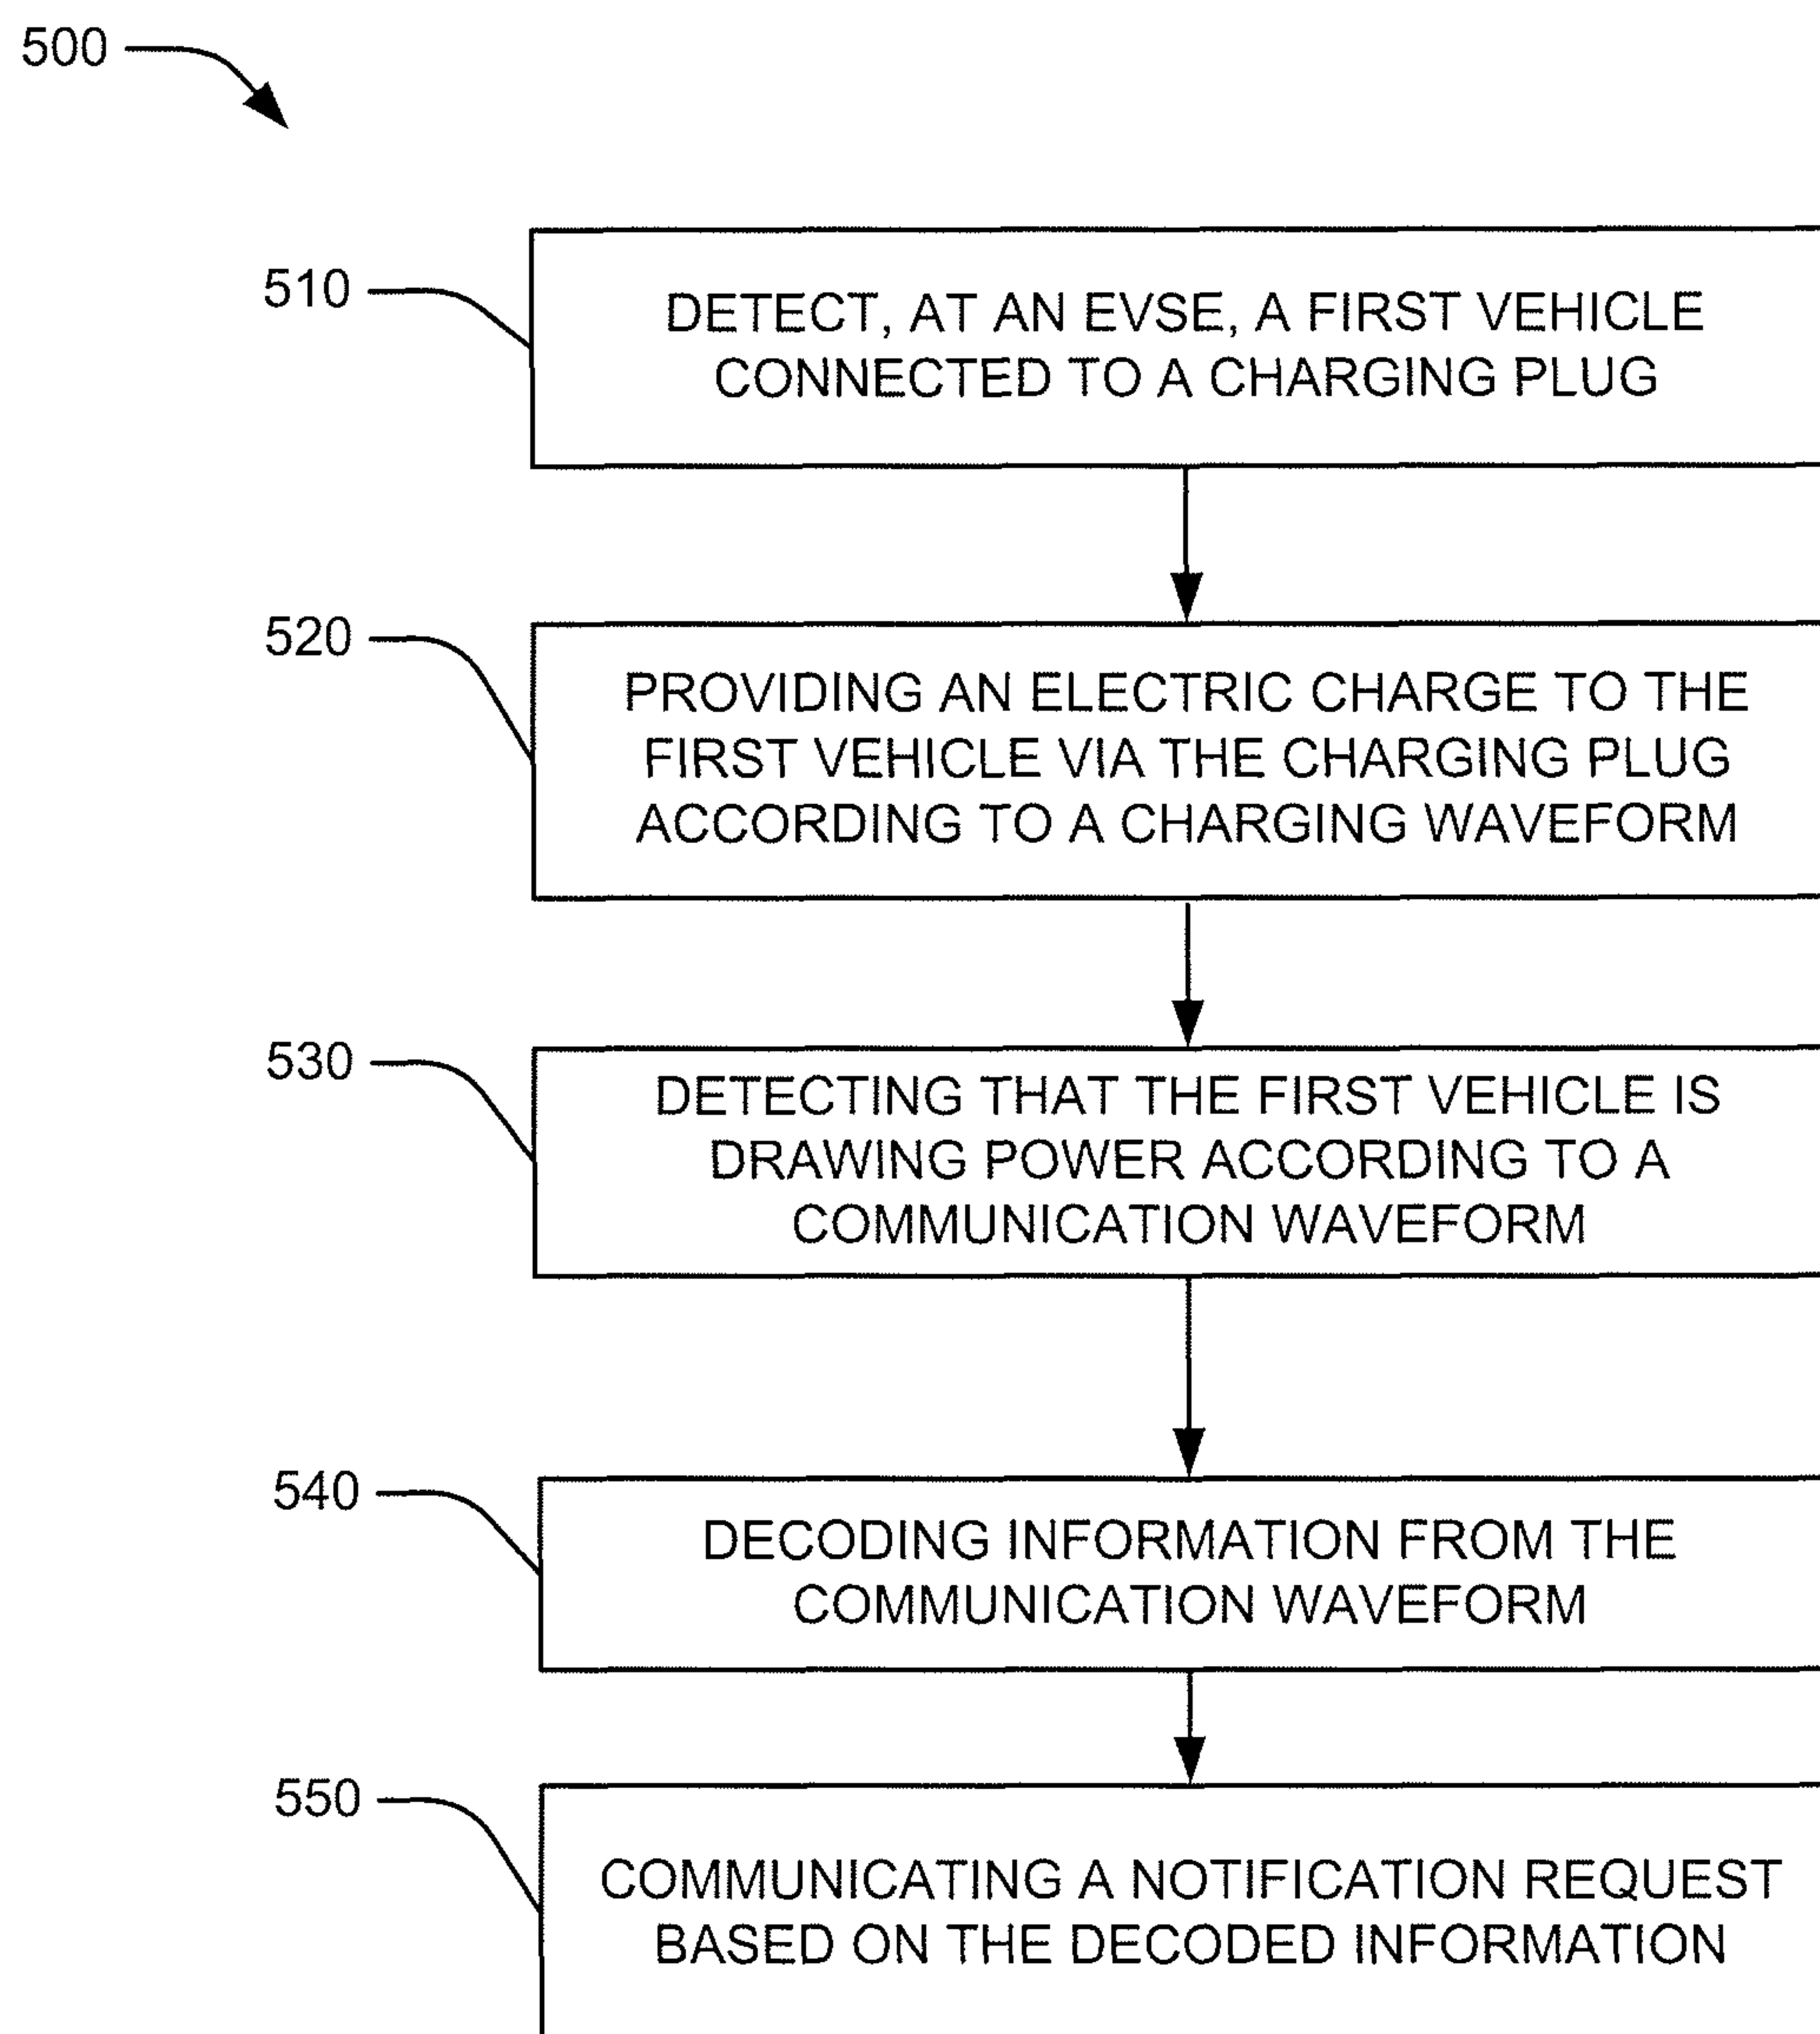 500
510
DETECT, AT AN EVSE, A FIRST VEHICLE
CONNECTED TO A CHARGING PLUG
520
PROVIDING AN ELECTRIC CHARGE TO THE
FIRST VEHICLE VIA THE CHARGING PLUG
ACCORDING TO A CHARGING WAVEFORM
530
DETECTING THAT THE FIRST VEHICLE IS
DRAWING POWER ACCORDING TO A
COMMUNICATION WAVEFORM
540
DECODING INFORMATION FROM THE
COMMUNICATION WAVEFORM
550
COMMUNICATING A NOTIFICATION REQUEST
BASED ON THE DECODED INFORMATION